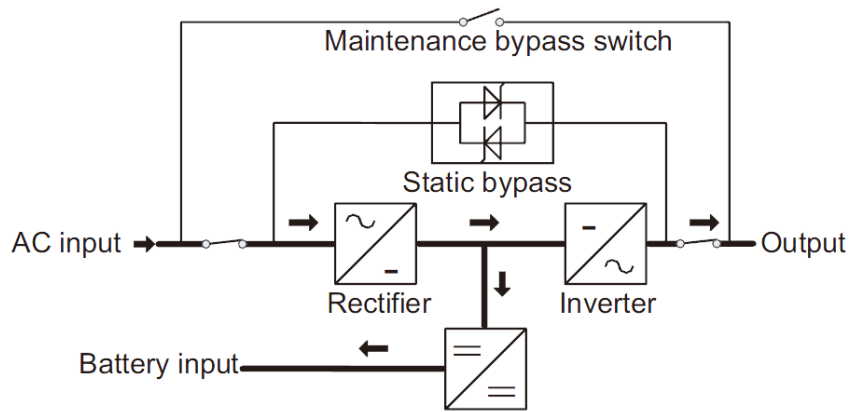 Maintenance bypass switch
Static bypass
AC input
Output
Rectifier
Inverter
Battery input